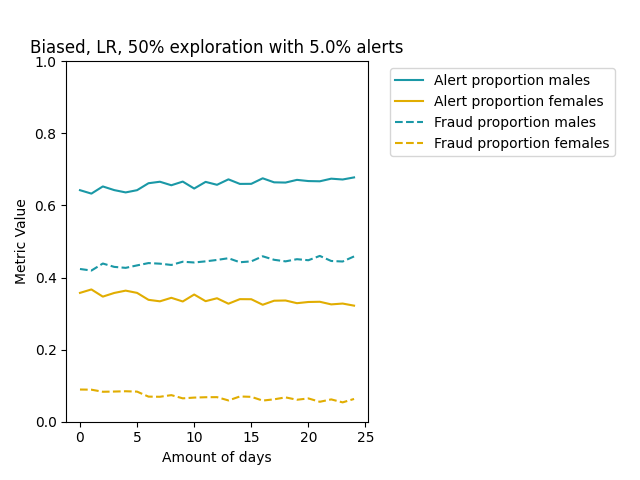 Biased, LR, 50% exploration with 5.0% alerts
Alert proportion males
Alert proportion females
Fraud proportion males
Fraud proportion females
Metric Value
1.0
0.8
0.6
0.4
0.2
0.0
0 5 10 15 20 25
Amount of days